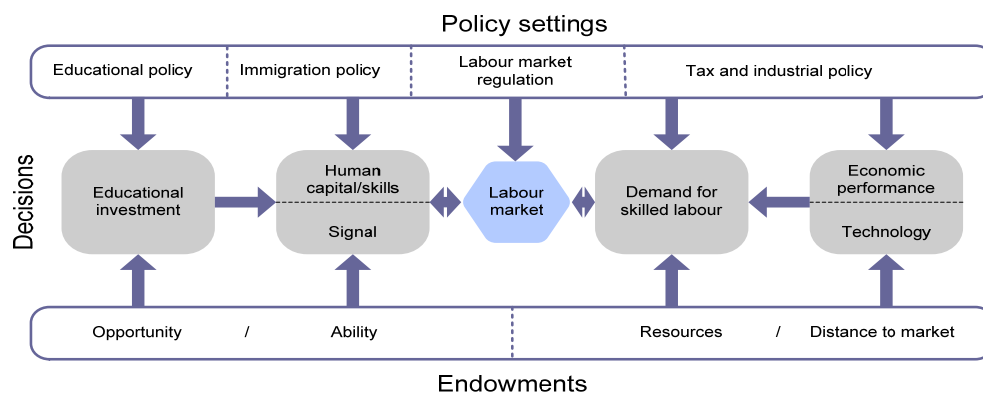 Policy settings
Educational policy
Immigration policy
Labour market
regulation
Tax and industrial policy
Decisions
Educational
investment
Human
capital/skills
Signal
Labour
market
Demand for
skilled labour
Economic
performance
Technology
Opportunity / Ability
Resources / Distance to market
Endowments